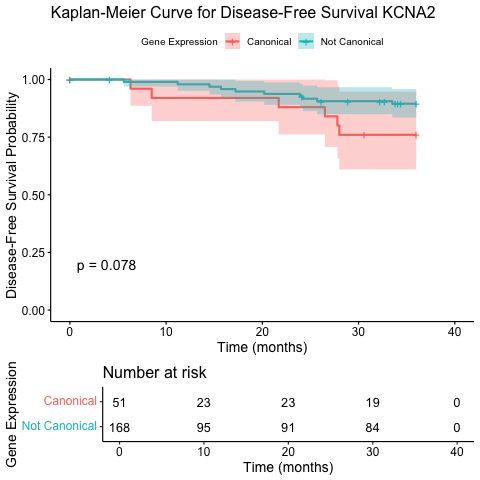 Kaplan-Meier Curve for Disease-Free Survival KCNA2
Gene Expression Canonical Not Canonical
Disease-Free Survival Probability
1.00
0.75
0.50
0.25
0.00
p = 0.078
0 10 20 30 40
Time (months)
Number at risk
Gene Expression
Canonical 51 23 23 19 0
Not Canonical 168 95 91 84 0
0 10 20 30 40
Time (months)